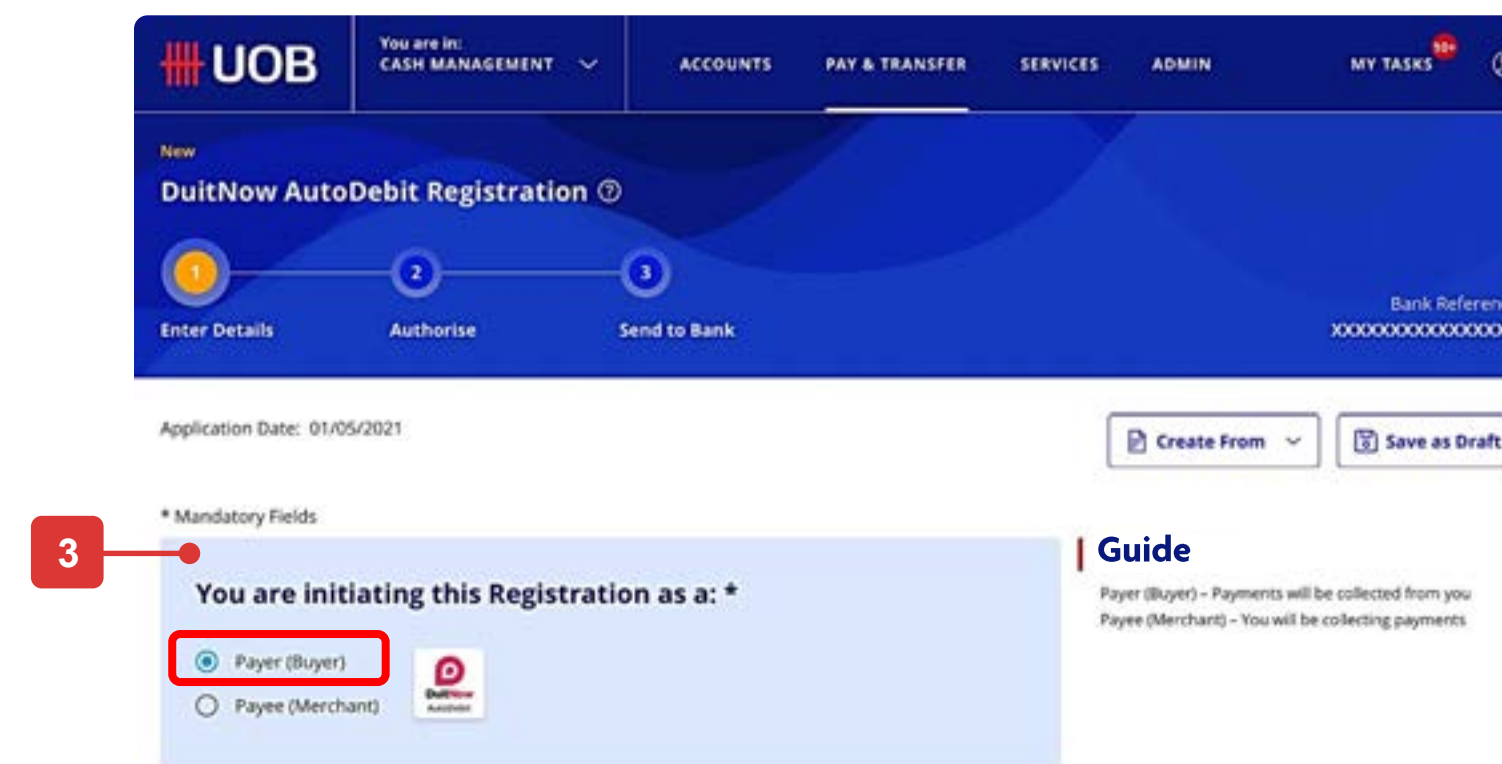 UOB
You are in:
CASH MANAGEMENT
ACCOUNTS
PAY & TRANSFER
SERVICES
ADMIN
MY TASKS
90+
New
DuitNow AutoDebit Registration
1
2
3
Enter Details
Authorise
Send to Bank
Bank Referen
XXXXXXXXXXXXXXX
Application Date: 01/05/2021
Create From
Save as Draft
* Mandatory Fields
3
You are initiating this Registration as a: *
Payer (Buyer)
Payee (Merchant)
DuitNow
AutoDebit
Guide
Payer (Buyer) – Payments will be collected from you
Payee (Merchant) – You will be collecting payments